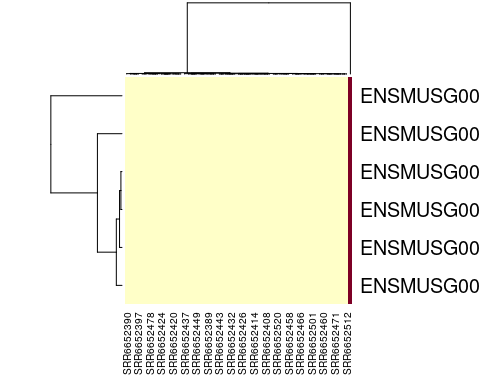 ENSMUSG00
ENSMUSG00
ENSMUSG00
ENSMUSG00
ENSMUSG00
ENSMUSG00
SRR6652390
SRR6652397
SRR6652478
SRR6652424
SRR6652420
SRR6652437
SRR6652449
SRR6652389
SRR6652443
SRR6652432
SRR6652426
SRR6652414
SRR6652408
SRR6652520
SRR6652458
SRR6652466
SRR6652501
SRR6652460
SRR6652471
SRR6652512